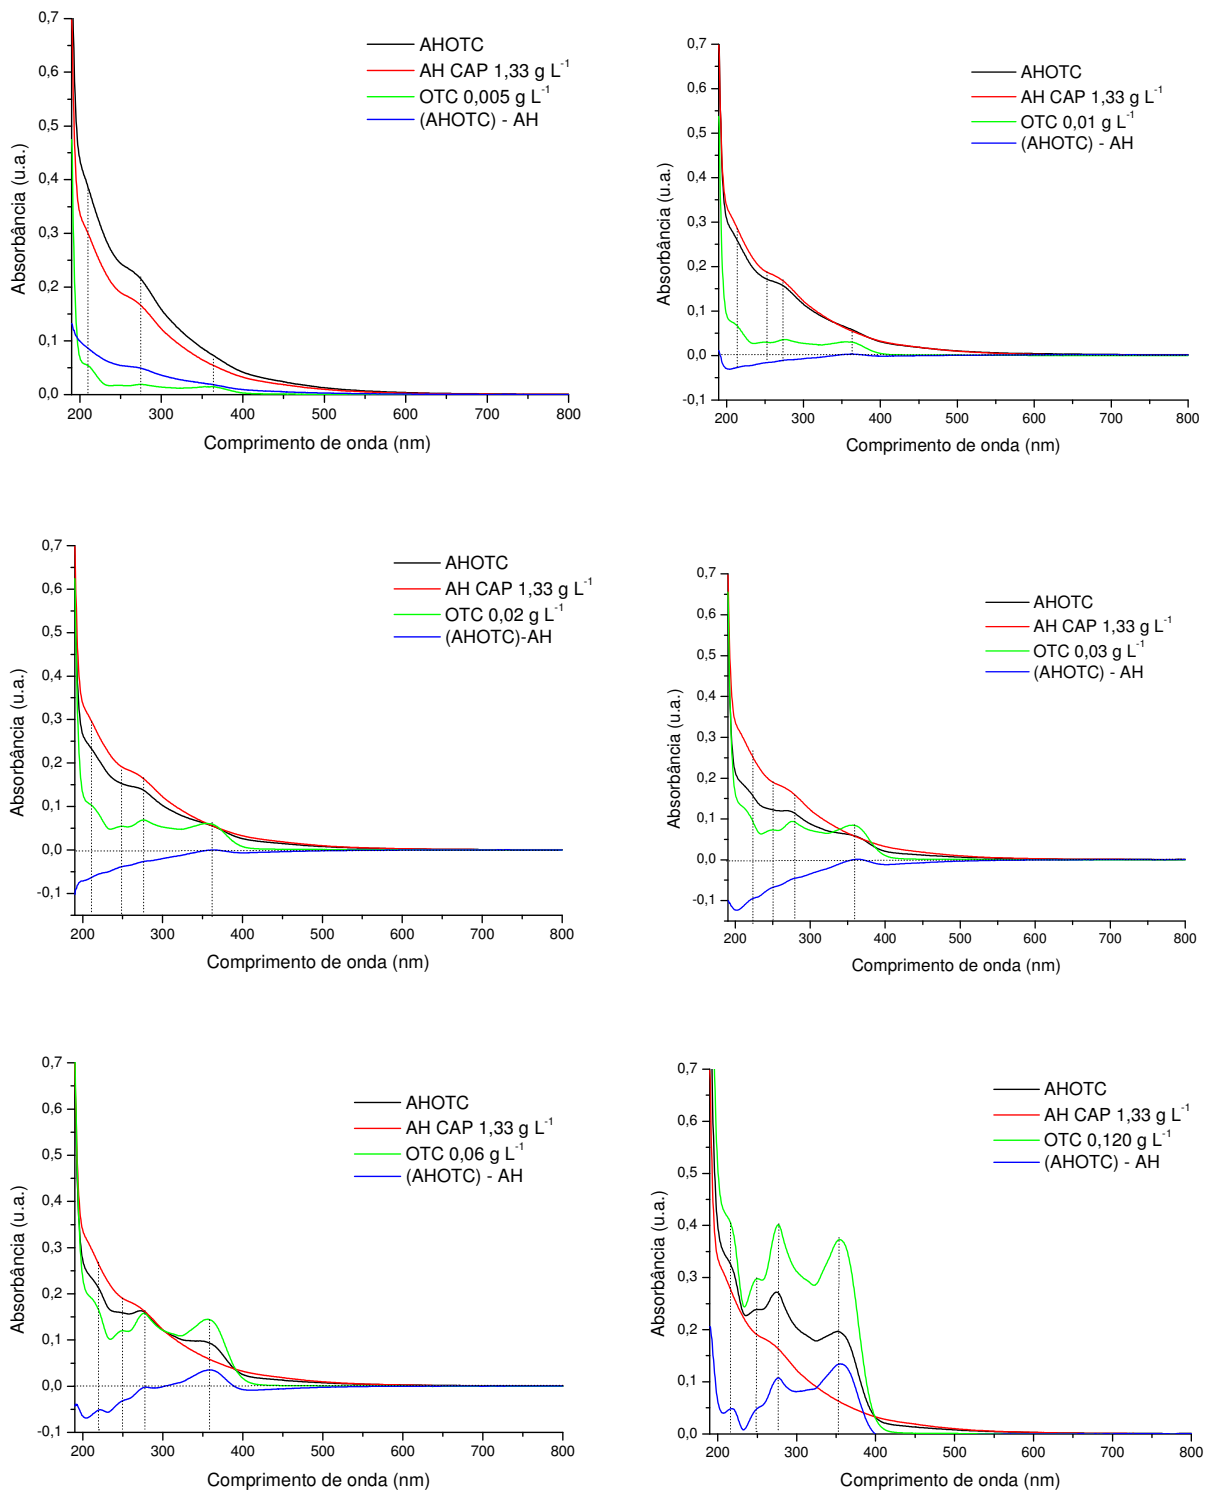 0,7
0,6
0,5
0,4
0,3
0,2
0,1
0,0
Absorbância (u.a.)
AHOTC
AH CAP 1,33 g L⁻¹
OTC 0,005 g L⁻¹
(AHOTC) - AH
200 300 400 500 600 700 800
Comprimento de onda (nm)
0,7
0,6
0,5
0,4
0,3
0,2
0,1
0,0
-0,1
Absorbância (u.a.)
AHOTC
AH CAP 1,33 g L⁻¹
OTC 0,01 g L⁻¹
(AHOTC) - AH
200 300 400 500 600 700 800
Comprimento de onda (nm)
0,7
0,6
0,5
0,4
0,3
0,2
0,1
0,0
-0,1
Absorbância (u.a.)
AHOTC
AH CAP 1,33 g L⁻¹
OTC 0,02 g L⁻¹
(AHOTC)-AH
200 300 400 500 600 700 800
Comprimento de onda (nm)
0,7
0,6
0,5
0,4
0,3
0,2
0,1
0,0
-0,1
Absorbância (u.a.)
AHOTC
AH CAP 1,33 g L⁻¹
OTC 0,03 g L⁻¹
(AHOTC) - AH
200 300 400 500 600 700 800
Comprimento de onda (nm)
0,7
0,6
0,5
0,4
0,3
0,2
0,1
0,0
-0,1
Absorbância (u.a.)
AHOTC
AH CAP 1,33 g L⁻¹
OTC 0,06 g L⁻¹
(AHOTC) - AH
200 300 400 500 600 700 800
Comprimento de onda (nm)
0,7
0,6
0,5
0,4
0,3
0,2
0,1
0,0
Absorbância (u.a.)
AHOTC
AH CAP 1,33 g L⁻¹
OTC 0,120 g L⁻¹
(AHOTC) - AH
200 300 400 500 600 700 800
Comprimento de onda (nm)